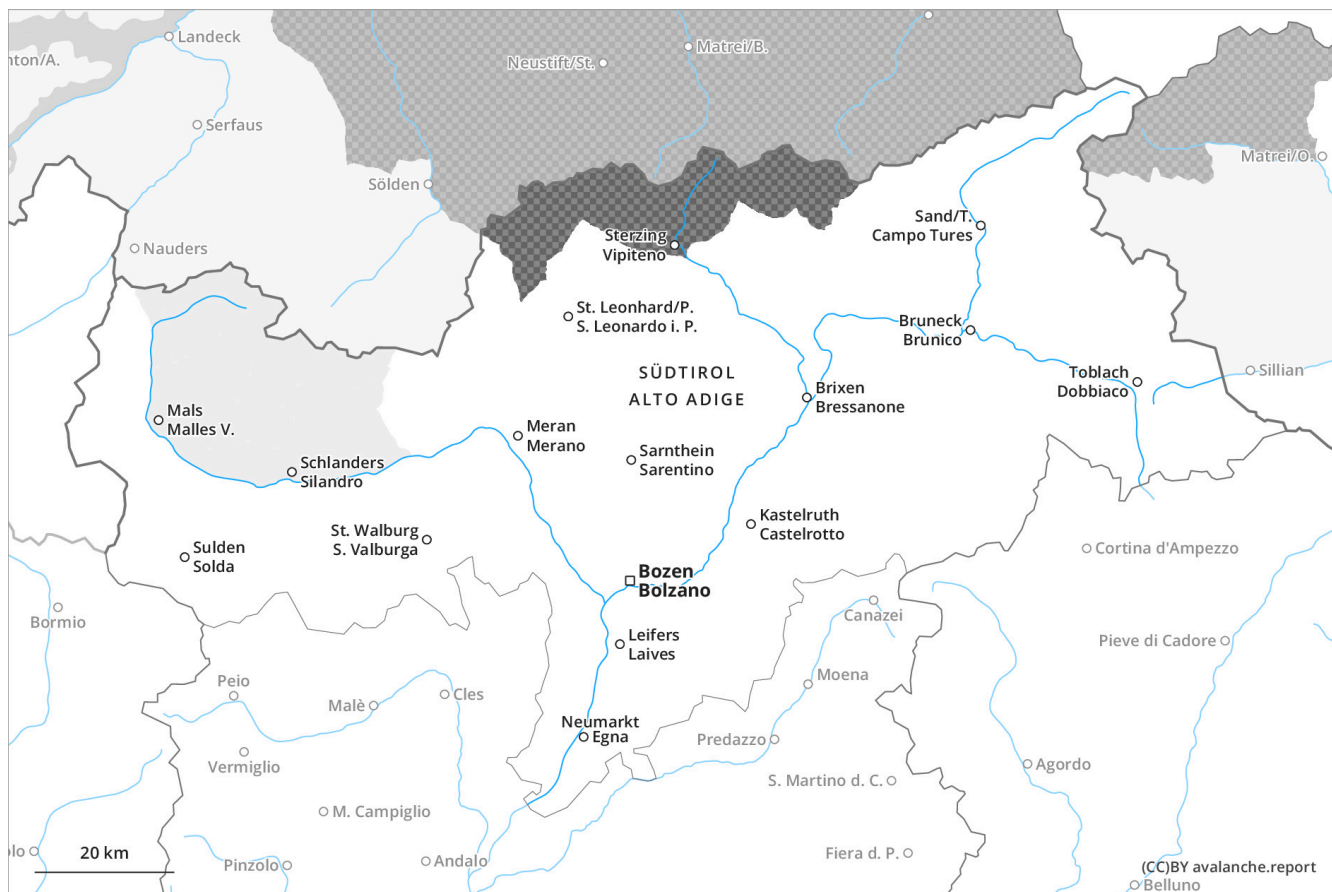 Landeck
nton/A.
Matrei/B.
Neustift/St.
Serfaus
Matrei/O.
Sölden
Sand/T.
Campo Tures
Sterzing
Vipiteno
Nauders
St. Leonhard/P.
S. Leonardo i. P.
Bruneck
Brunico
SÜDTIROL
ALTO ADIGE
Toblach
Dobbiaco
Sillian
Brixen
Bressanone
Mals
Malles V.
Meran
Merano
Sarnthein
Sarentino
Schlanders
Silandro
Kastelruth
Castelrotto
St. Walburg
S. Valburga
Sulden
Solda
Cortina d'Ampezzo
Bozen
Bolzano
Bormio
Canazei
Leifers
Laives
Pieve di Cadore
Peio
Malè
Cles
Moena
Neumarkt
Egna
Predazzo
Vermiglio
Agordo
S. Martino d. C.
M. Campiglio
olo
20 km
Pinzolo
Andalo
Fiera d. P.
(CC)BY avalanche.report
Belluno